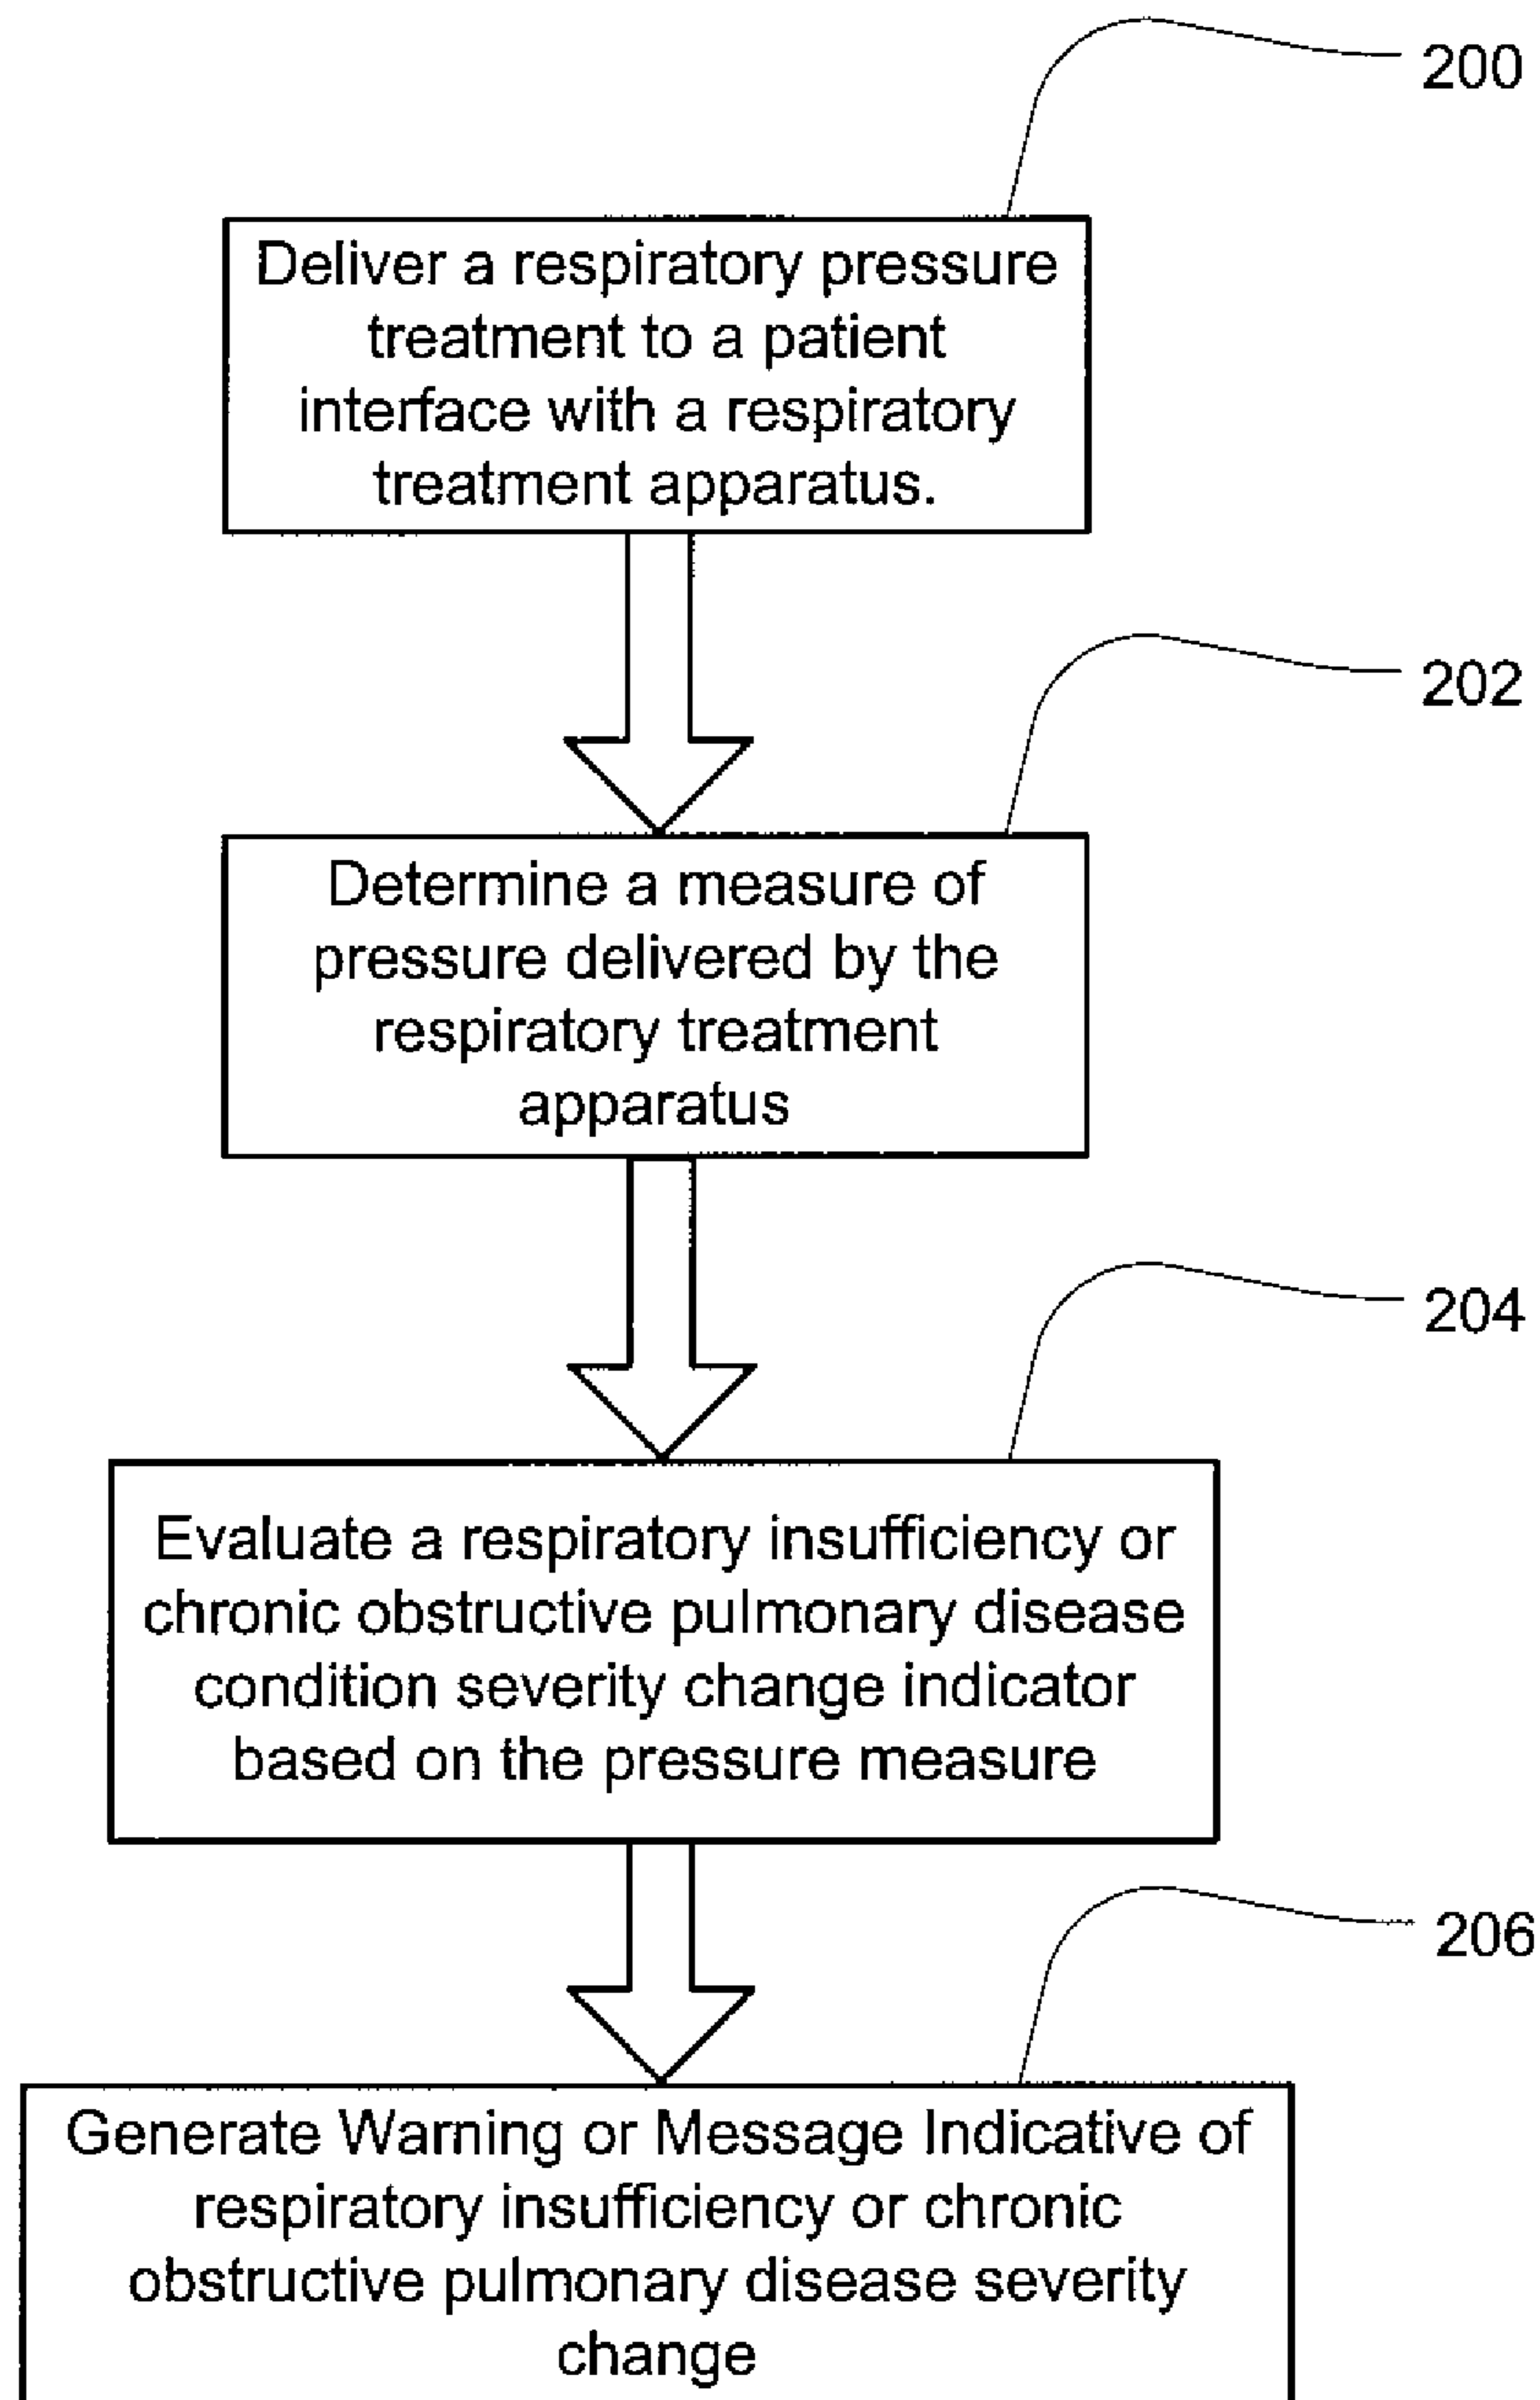 200
Deliver a respiratory pressure
treatment to a patient
interface with a respiratory
treatment apparatus.
202
Determine a measure of
pressure delivered by the
respiratory treatment
apparatus
204
Evaluate a respiratory insufficiency or
chronic obstructive pulmonary disease
condition severity change indicator
based on the pressure measure
206
Generate Warning or Message Indicative of
respiratory insufficiency or chronic
obstructive pulmonary disease severity
change